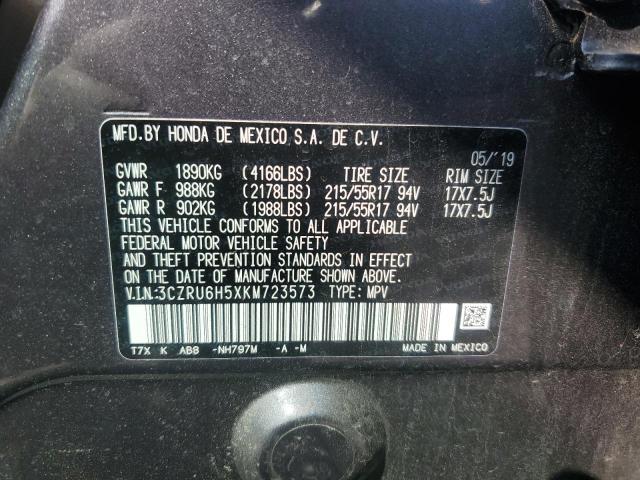 MFD.BY HONDA DE MEXICO S.A. DE C.V.
05/'19
GVWR 1890KG (4166LBS) TIRE SIZE RIM SIZE
GAWR F 988KG (2178LBS) 215/55R17 94V 17X7.5J
GAWR R 902KG (1988LBS) 215/55R17 94V 17X7.5J
THIS VEHICLE CONFORMS TO ALL APPLICABLE
FEDERAL MOTOR VEHICLE SAFETY
AND THEFT PREVENTION STANDARDS IN EFFECT
ON THE DATE OF MANUFACTURE SHOWN ABOVE.
V.I.N:3CZRU6H5XKM723573 TYPE: MPV
T7X K AB8 -NH797M -A -M MADE IN MEXICO